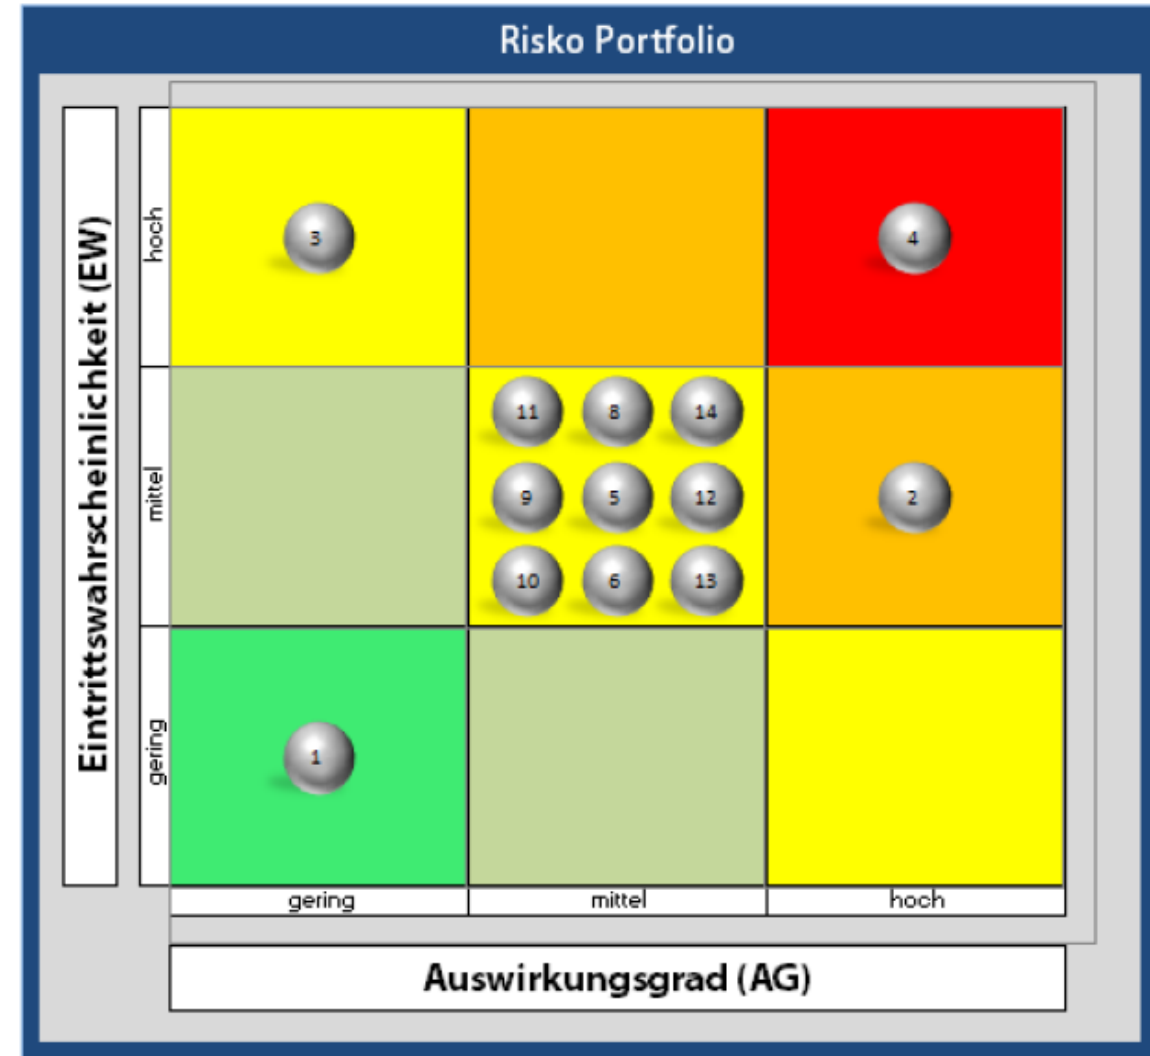 Risko Portfolio
Eintrittswahrscheinlichkeit (EW)
hoch
3
4
mittel
11 8 14
9 5 12 2
10 6 13
gering
1
gering mittel hoch
Auswirkungsgrad (AG)